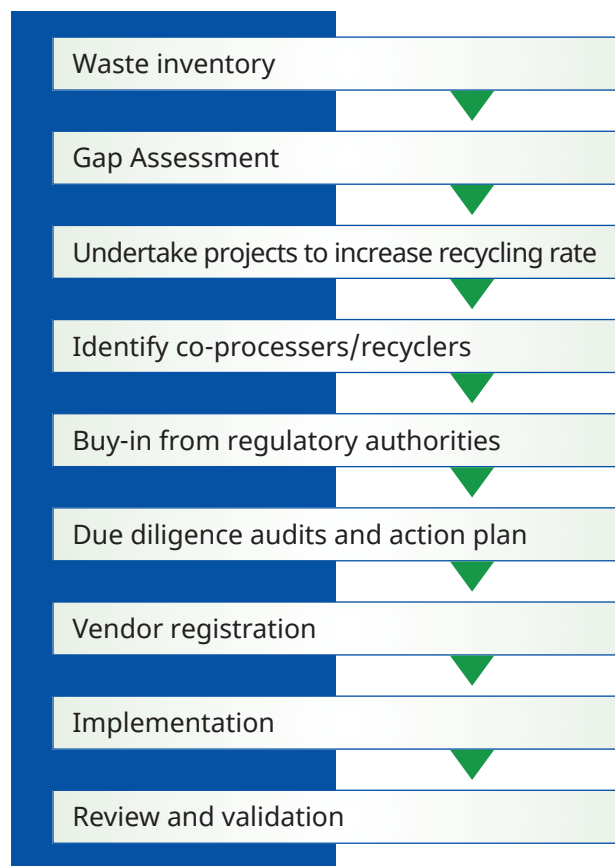 Waste inventory
Gap Assessment
Undertake projects to increase recycling rate
Identify co-processers/recyclers
Buy-in from regulatory authorities
Due diligence audits and action plan
Vendor registration
Implementation
Review and validation